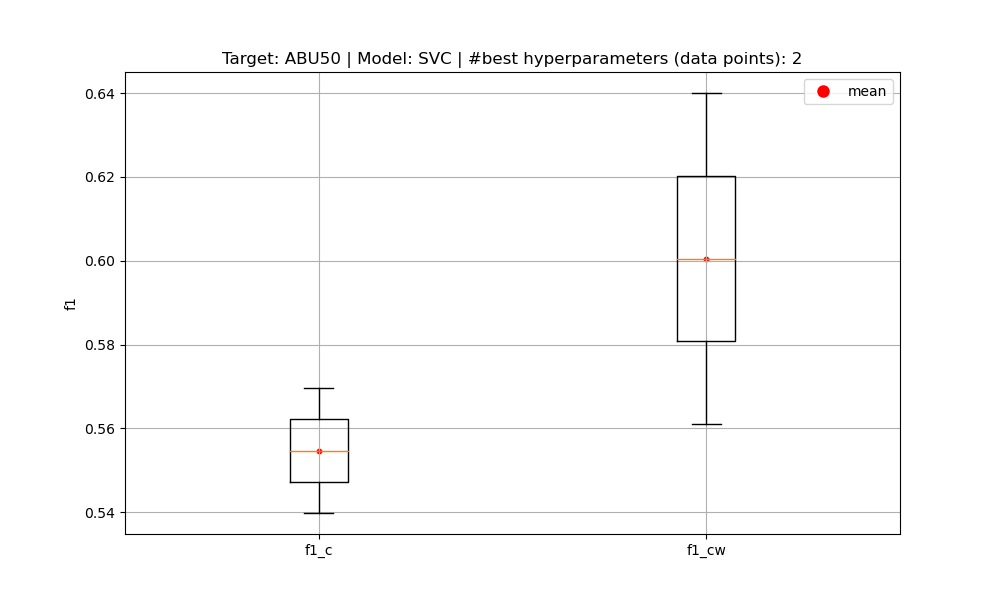 Target: ABU50 | Model: SVC | #best hyperparameters (data points): 2
mean
0.64
0.62
0.60
0.58
0.56
0.54
f1
f1_c
f1_cw